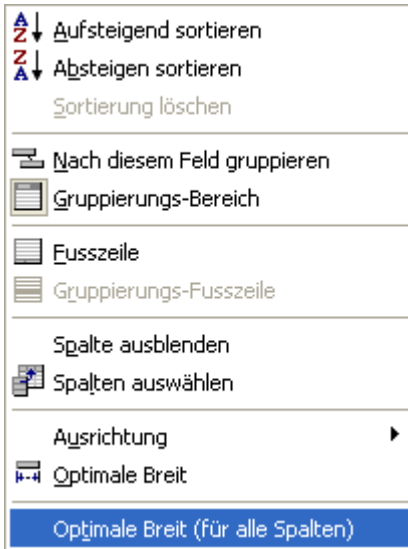 Aufsteigend sortieren
Absteigen sortieren
Sortierung löschen
Nach diesem Feld gruppieren
Gruppierungs-Bereich
Fusszeile
Gruppierungs-Fusszeile
Spalte ausblenden
Spalten auswählen
Ausrichtung
Optimale Breit
Optimale Breit (für alle Spalten)